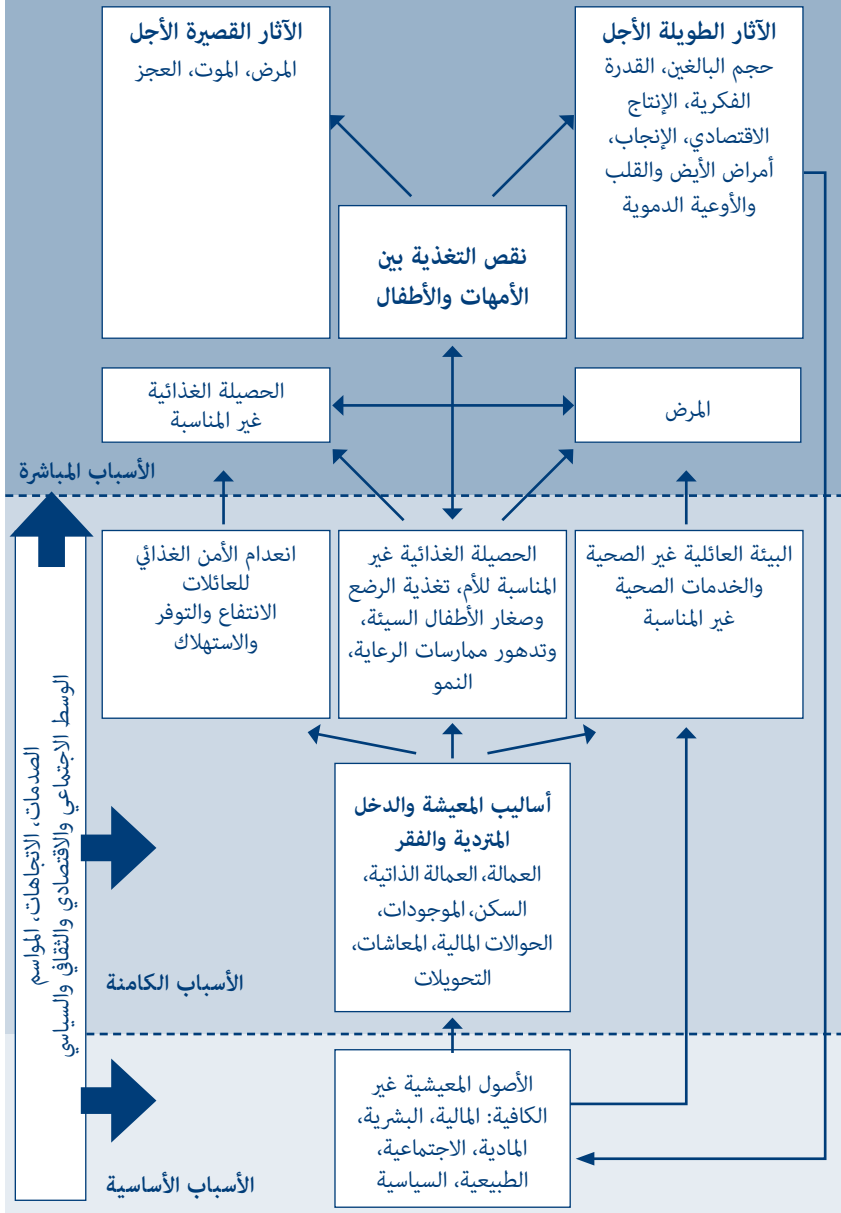 الآثار الطويلة الأجل
حجم البالغين، القدرة
الفكرية، الإنتاج
الاقتصادي، الإنجاب،
أمراض الأيض والقلب
والأوعية الدموية
الآثار القصيرة الأجل
المرض، الموت، العجز
نقص التغذية بين
الأمهات والأطفال
المرض
الحصيلة الغذائية
غير المناسبة
الأسباب المباشرة
البيئة العائلية غير الصحية
والخدمات الصحية
غير المناسبة
الحصيلة الغذائية غير
المناسبة للأم، تغذية الرضع
وصغار الأطفال السيئة،
وتدهور ممارسات الرعاية،
النمو
انعدام الأمن الغذائي
للعائلات
الانتفاع والتوفر
والاستهلاك
أساليب المعيشة والدخل
المتردية والفقر
العمالة، العمالة الذاتية،
السكن، الموجودات،
الحوالات المالية، المعاشات،
التحويلات
الأسباب الكامنة
الأصول المعيشية غير
الكافية: المالية، البشرية،
المادية، الاجتماعية،
الطبيعية، السياسية
الأسباب الأساسية
الصدمات، الاتجاهات، المواسم
الوسط الاجتماعي والاقتصادي والثقافي والسياسي